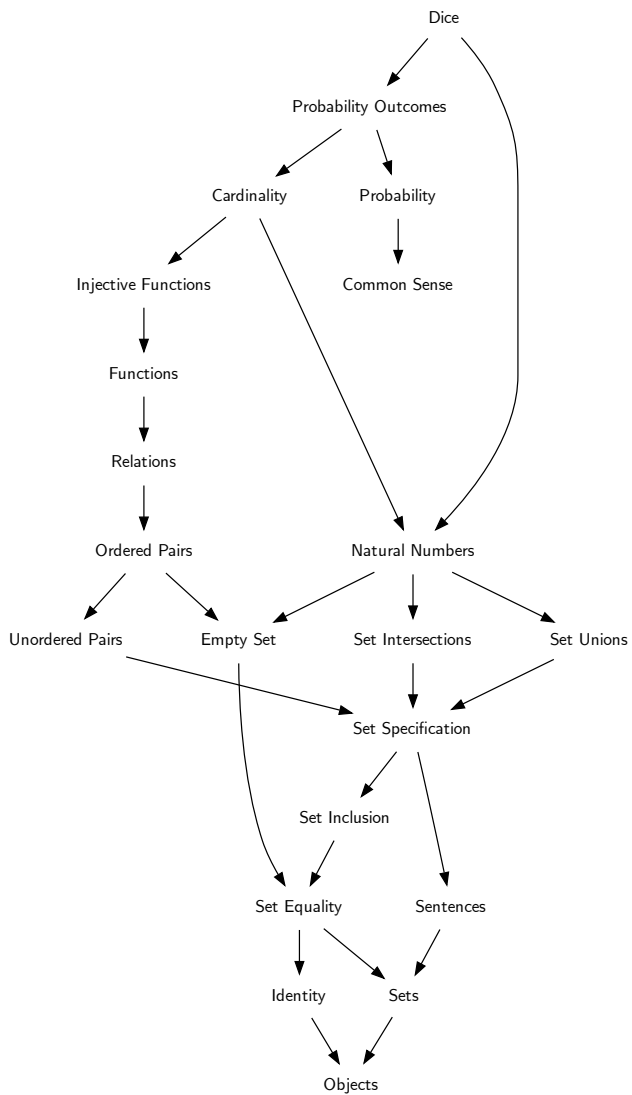 Dice
Probability Outcomes
Cardinality
Probability
Injective Functions
Common Sense
Functions
Relations
Ordered Pairs
Natural Numbers
Unordered Pairs
Empty Set
Set Intersections
Set Unions
Set Specification
Set Inclusion
Set Equality
Sentences
Identity
Sets
Objects